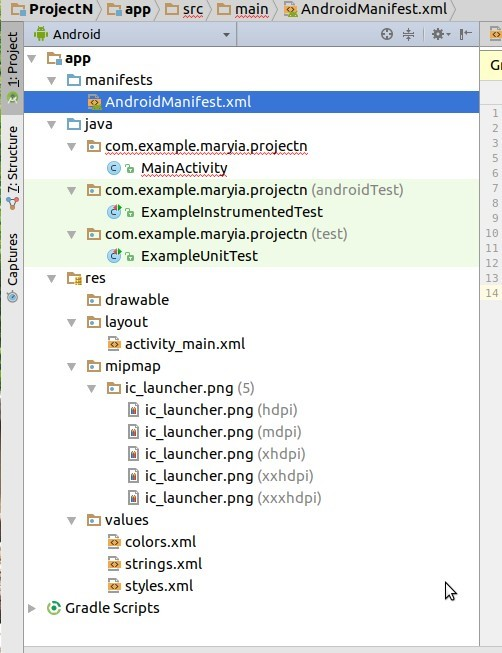 ProjectN app src main AndroidManifest.xml
Android
1: Project
7: Structure
Captures
app
manifests
AndroidManifest.xml
java
com.example.maryia.projectn
MainActivity
com.example.maryia.projectn (androidTest)
ExampleInstrumentedTest
com.example.maryia.projectn (test)
ExampleUnitTest
res
drawable
layout
activity_main.xml
mipmap
ic_launcher.png (5)
ic_launcher.png (hdpi)
ic_launcher.png (mdpi)
ic_launcher.png (xhdpi)
ic_launcher.png (xxhdpi)
ic_launcher.png (xxxhdpi)
values
colors.xml
strings.xml
styles.xml
Gradle Scripts
1
2
3
5
6
7
8
9
10
11
12
13
14